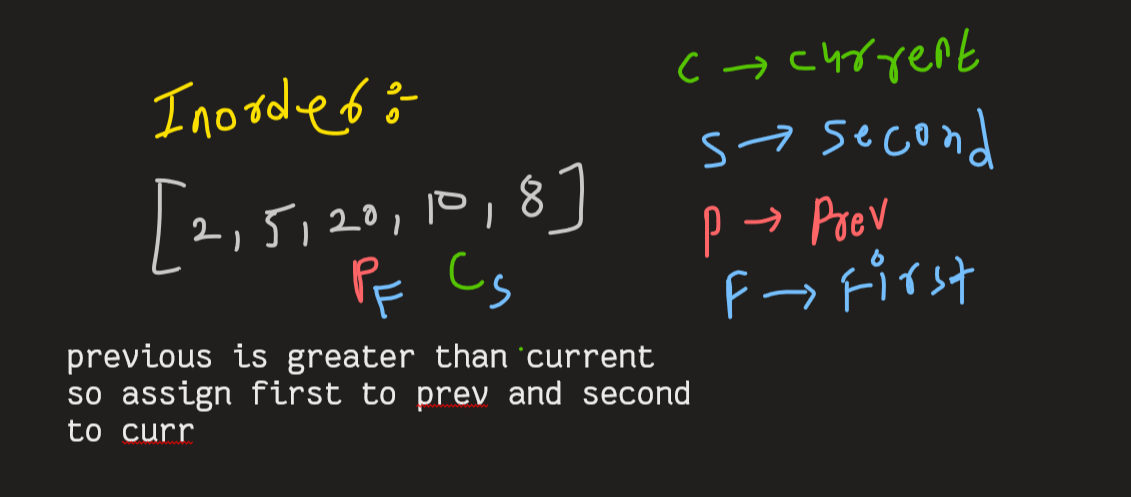 Inorder :-
[2, 5, 20, 10, 8]
P F C S
previous is greater than current
so assign first to prev and second
to curr
C → current
S → second
P → Prev
F → First